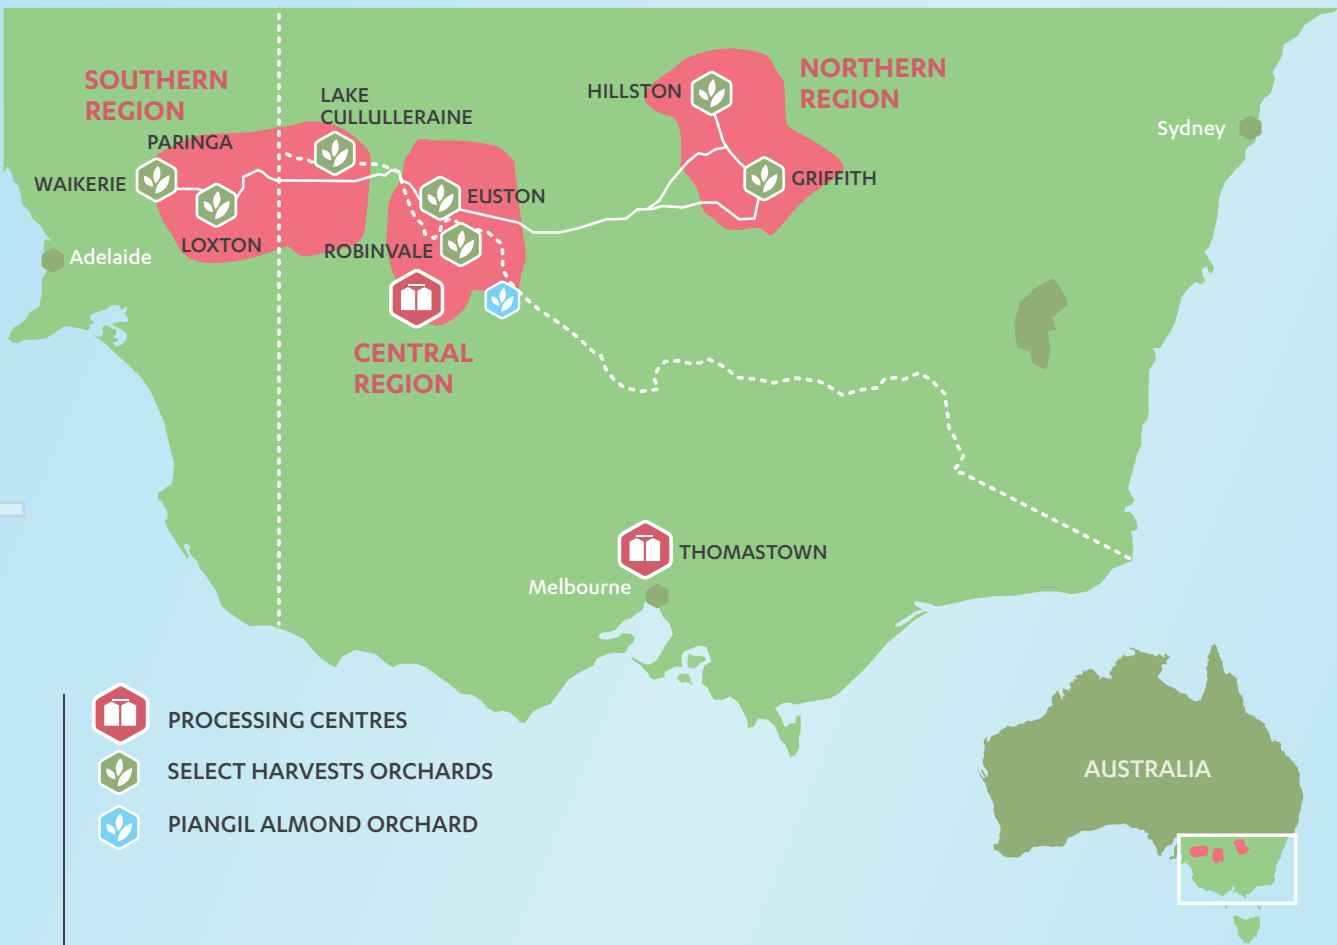 SOUTHERN
REGION
LAKE
CULLULLERAINE
PARINGA
WAIKERIE
LOXTON
Adelaide
EUSTON
ROBINVALE
CENTRAL
REGION
HILLSTON
NORTHERN
REGION
GRIFFITH
Sydney
THOMASTOWN
Melbourne
PROCESSING CENTRES
SELECT HARVESTS ORCHARDS
PIANGIL ALMOND ORCHARD
AUSTRALIA